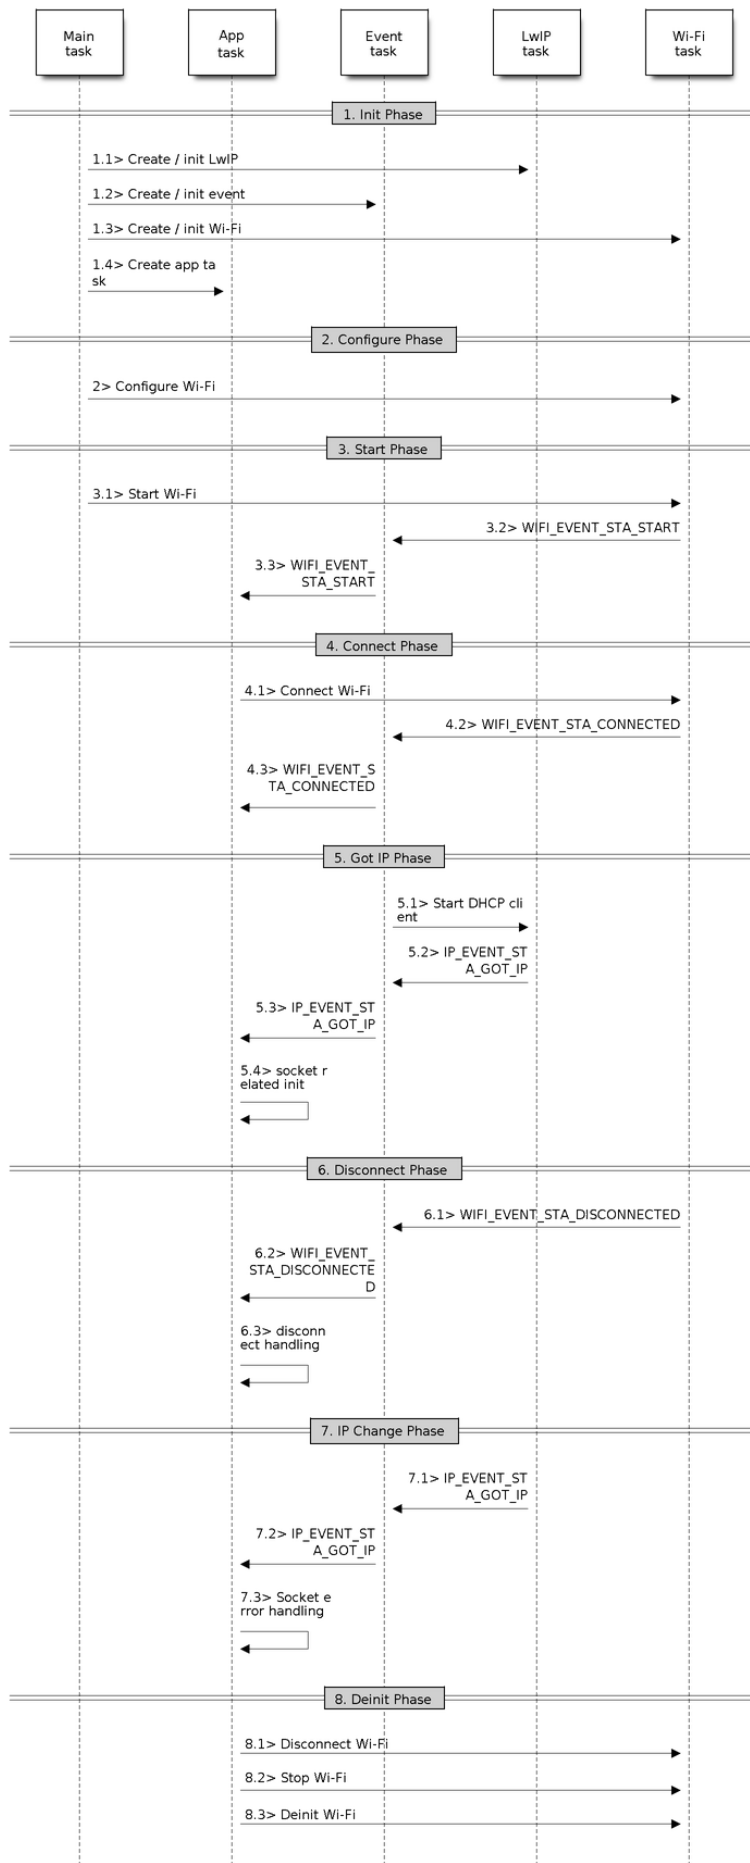 Main
task
App
task
Event
task
LwIP
task
Wi-Fi
task
1. Init Phase
1.1> Create / init LwIP
1.2> Create / init event
1.3> Create / init Wi-Fi
1.4> Create app ta
sk
2. Configure Phase
2> Configure Wi-Fi
3. Start Phase
3.1> Start Wi-Fi
3.2> WIFI_EVENT_STA_START
3.3> WIFI_EVENT_
STA_START
4. Connect Phase
4.1> Connect Wi-Fi
4.2> WIFI_EVENT_STA_CONNECTED
4.3> WIFI_EVENT_S
TA_CONNECTED
5. Got IP Phase
5.1> Start DHCP cli
ent
5.2> IP_EVENT_ST
A_GOT_IP
5.3> IP_EVENT_ST
A_GOT_IP
5.4> socket r
elated init
6. Disconnect Phase
6.1> WIFI_EVENT_STA_DISCONNECTED
6.2> WIFI_EVENT_
STA_DISCONNECTE
D
6.3> disconn
ect handling
7. IP Change Phase
7.1> IP_EVENT_ST
A_GOT_IP
7.2> IP_EVENT_ST
A_GOT_IP
7.3> Socket e
rror handling
8. Deinit Phase
8.1> Disconnect Wi-Fi
8.2> Stop Wi-Fi
8.3> Deinit Wi-Fi